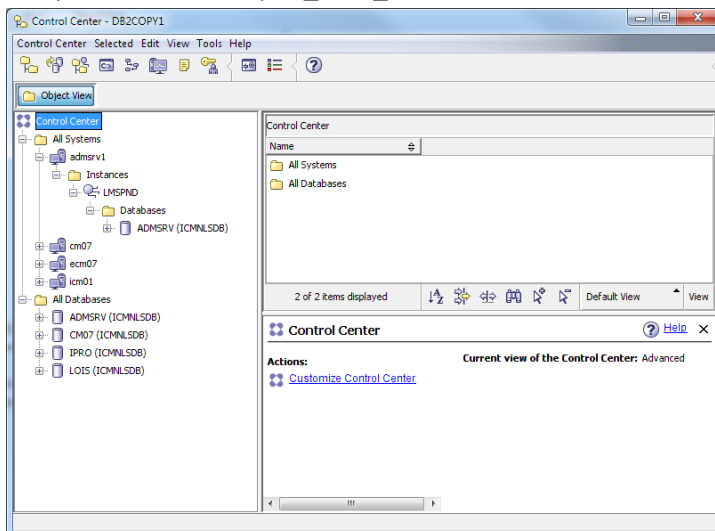 Control Center - DB2COPY1
Control Center Selected Edit View Tools Help
Object View
Control Center
All Systems
admsrv1
Instances
LMSPND
Databases
ADMSRV (ICMNLSDB)
cm07
ecm07
icm01
All Databases
ADMSRV (ICMNLSDB)
CM07 (ICMNLSDB)
IPRO (ICMNLSDB)
LOIS (ICMNLSDB)
Control Center
Name
All Systems
All Databases
2 of 2 items displayed Default View View
Control Center Help
Actions: Current view of the Control Center: Advanced
Customize Control Center